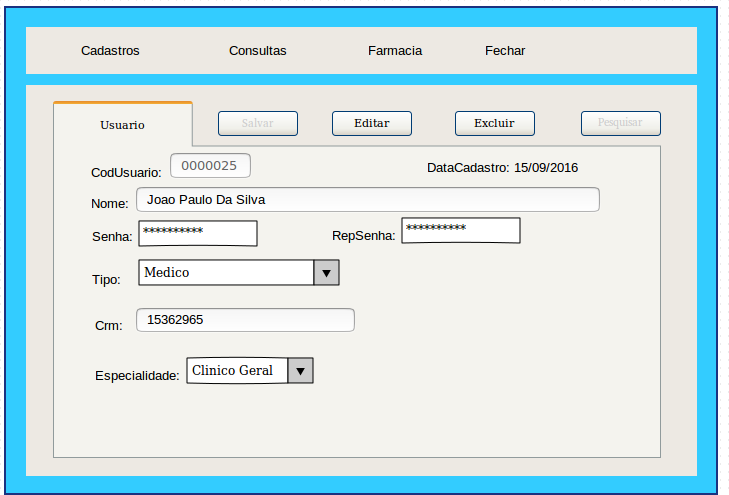 Cadastros Consultas Farmacia Fechar
Usuario Salvar Editar Excluir Pesquisar
CodUsuario: 0000025 DataCadastro: 15/09/2016
Nome: Joao Paulo Da Silva
Senha: ********** RepSenha: **********
Tipo: Medico
Crm: 15362965
Especialidade: Clinico Geral